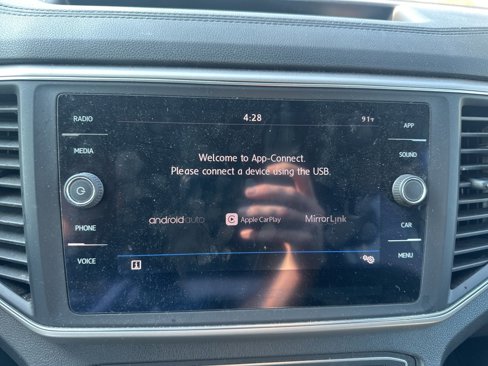 RADIO
4:28
91°F
APP
MEDIA
SOUND
Welcome to App-Connect.
Please connect a device using the USB.
androidauto
Apple CarPlay
MirrorLink
PHONE
CAR
VOICE
MENU